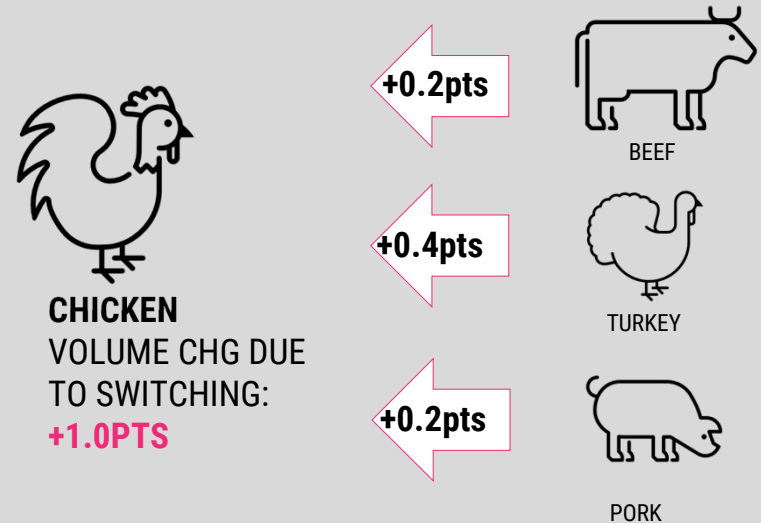 +0.2pts
BEEF
+0.4pts
TURKEY
CHICKEN
VOLUME CHG DUE
TO SWITCHING:
+1.0PTS
+0.2pts
PORK